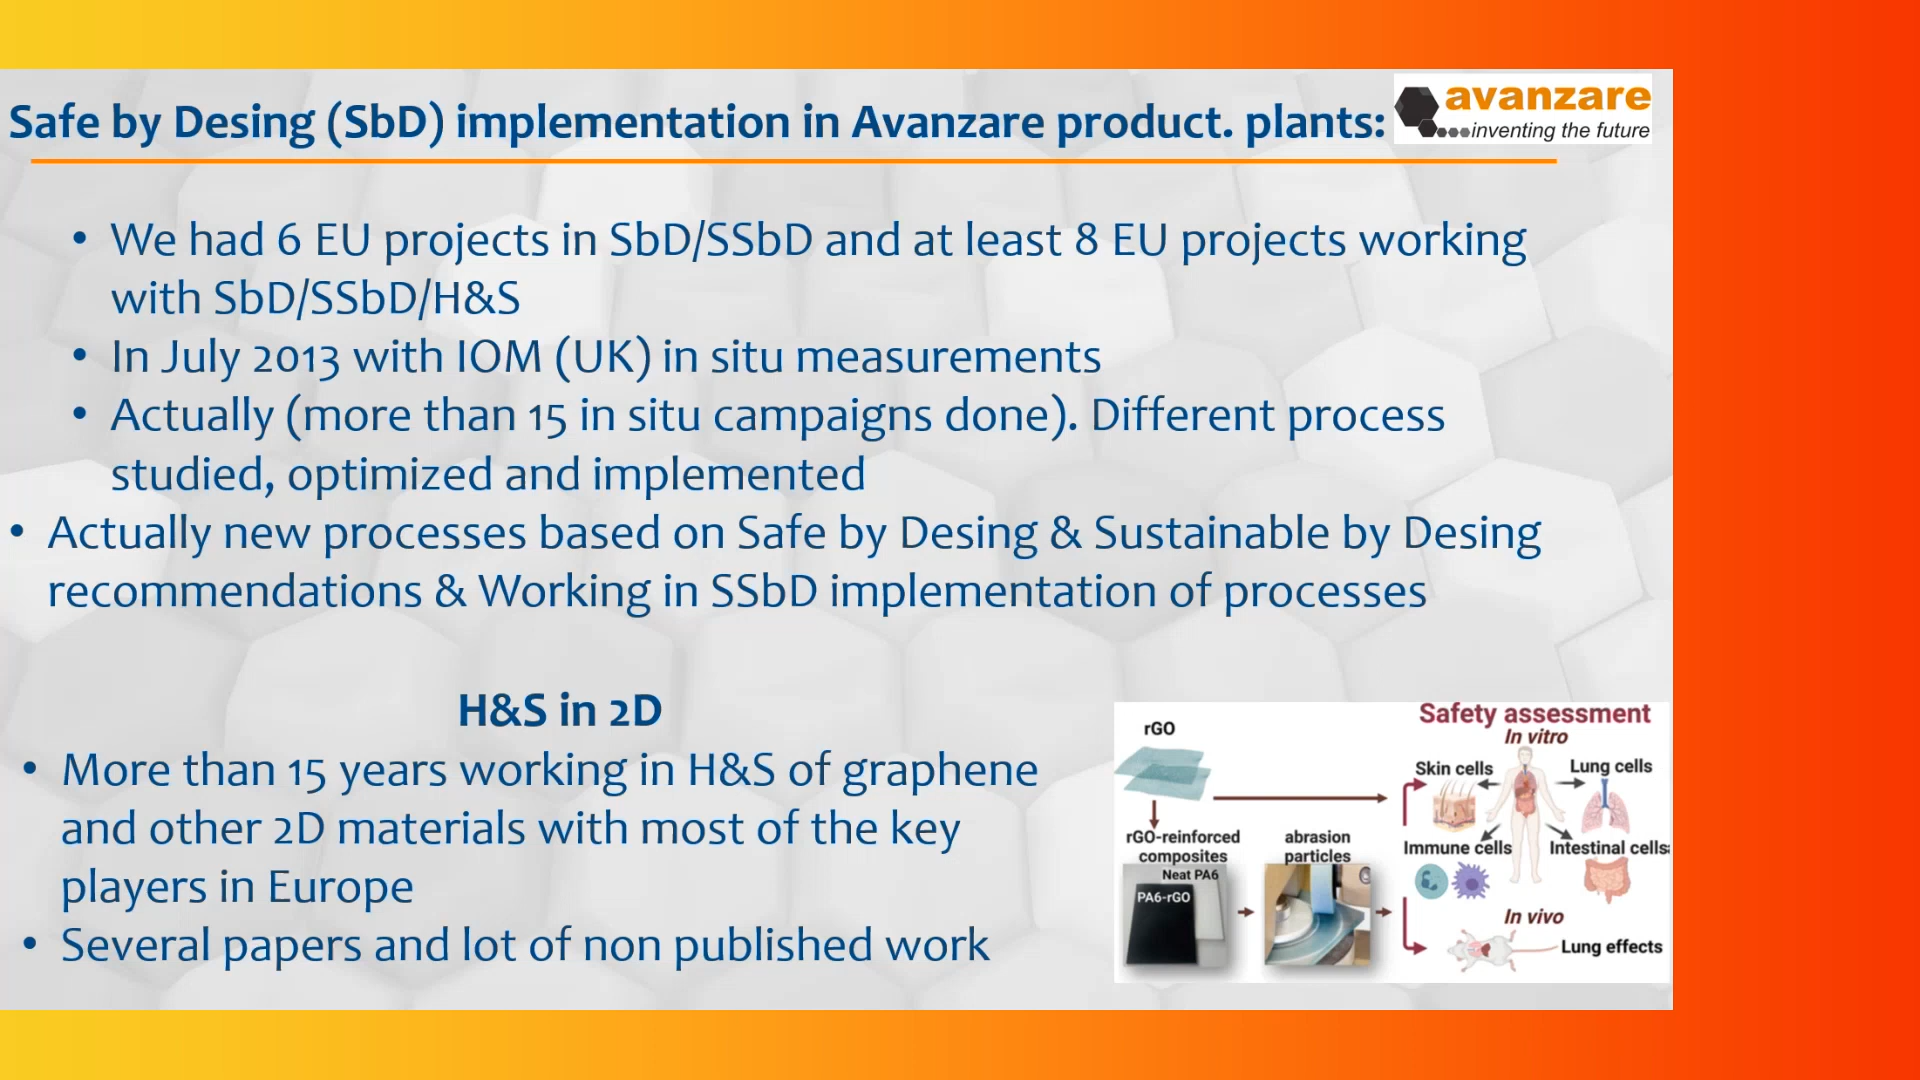 Safe by Desing (SbD) implementation in Avanzare product. plants:
avanzare
inventing the future
• We had 6 EU projects in SbD/SSbD and at least 8 EU projects working
with SbD/SSbD/H&S
• In July 2013 with IOM (UK) in situ measurements
• Actually (more than 15 in situ campaigns done). Different process
studied, optimized and implemented
• Actually new processes based on Safe by Desing & Sustainable by Desing
recommendations & Working in SSbD implementation of processes
H&S in 2D
• More than 15 years working in H&S of graphene
and other 2D materials with most of the key
players in Europe
• Several papers and lot of non published work
rGO
rGO-reinforced
composites
Neat PA6
PA6-rGO
abrasion
particles
Safety assessment
In vitro
Skin cells
Lung cells
Immune cells
Intestinal cells
In vivo
Lung effects